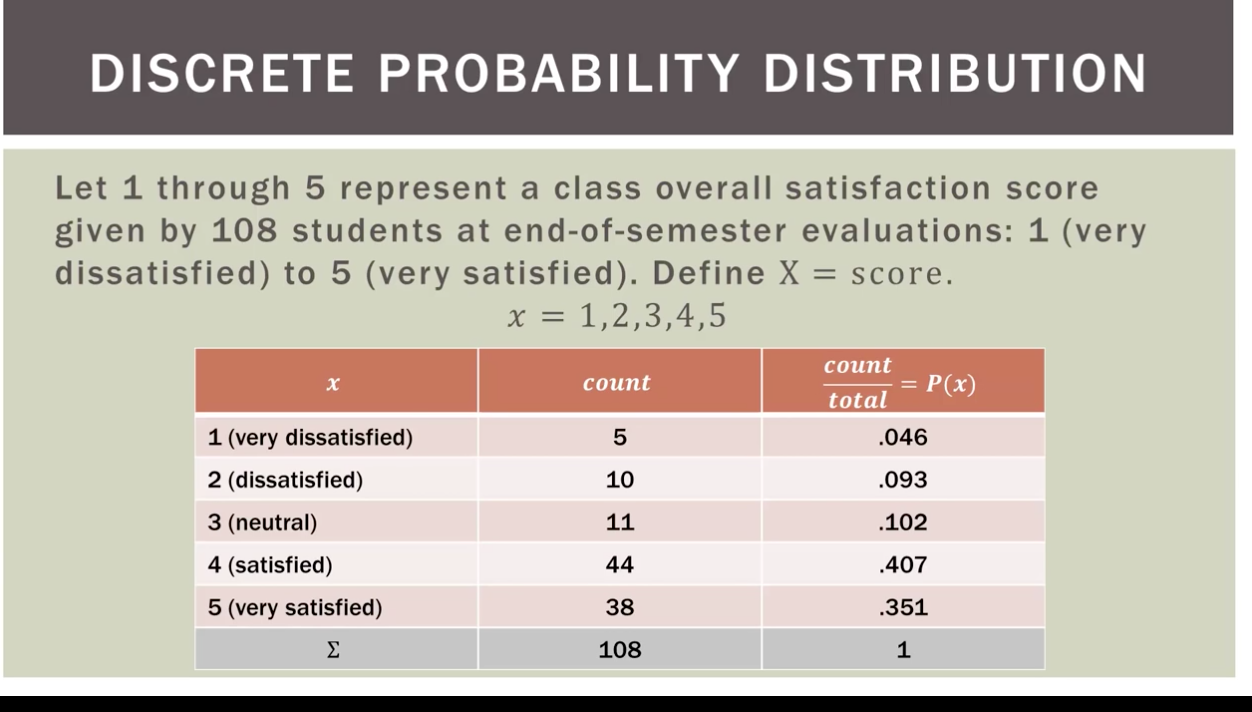 DISCRETE PROBABILITY DISTRIBUTION
Let 1 through 5 represent a class overall satisfaction score
given by 108 students at end-of-semester evaluations: 1 (very
dissatisfied) to 5 (very satisfied). Define X = score.
x = 1,2,3,4,5
x count count/total = P(x)
1 (very dissatisfied) 5 .046
2 (dissatisfied) 10 .093
3 (neutral) 11 .102
4 (satisfied) 44 .407
5 (very satisfied) 38 .351
Σ 108 1